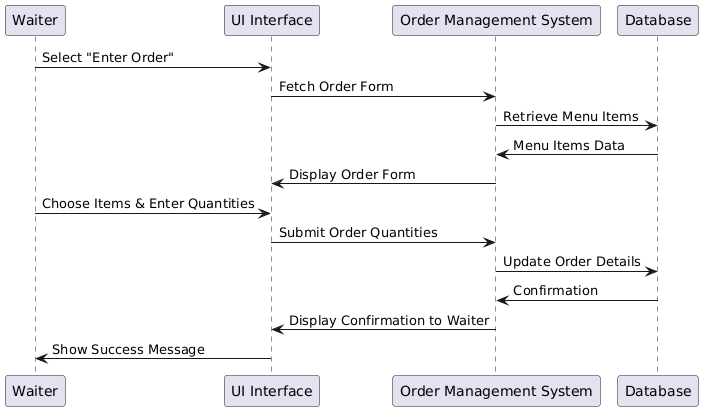 Waiter
UI Interface
Order Management System
Database
Select "Enter Order"
Fetch Order Form
Retrieve Menu Items
Menu Items Data
Display Order Form
Choose Items & Enter Quantities
Submit Order Quantities
Update Order Details
Confirmation
Display Confirmation to Waiter
Show Success Message
Waiter
UI Interface
Order Management System
Database